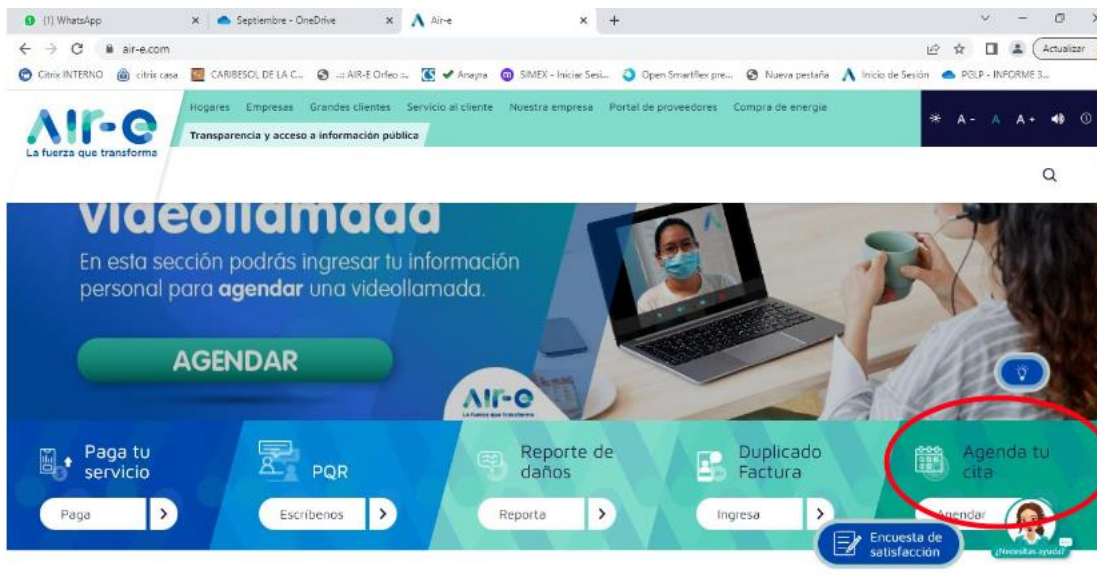 (1) WhatsApp
Septiembre - OneDrive
Air-e
air-e.com
Actualizar
Citrix INTERNO
citrix casa
CARIBESOL DE LA C...
..:: AIR-E Orfeo ::..
Anayra
SIMEX - Iniciar Sesi...
Open Smartflex pre...
Nueva pestaña
Inicio de Sesión
PGLP - INFORME 3...
Hogares Empresas Grandes clientes Servicio al cliente Nuestra empresa Portal de proveedores Compra de energía
Transparencia y acceso a información pública
A - A A +
Air-e
La fuerza que transforma
videollamada
En esta sección podrás ingresar tu información
personal para agendar una videollamada.
AGENDAR
Air-e
La fuerza que transforma
Paga tu
servicio
Paga
PQR
Escríbenos
Reporte de
daños
Reporta
Duplicado
Factura
Ingresa
Agenda tu
cita
Agendar
Encuesta de
satisfacción
¿Necesitas ayuda?